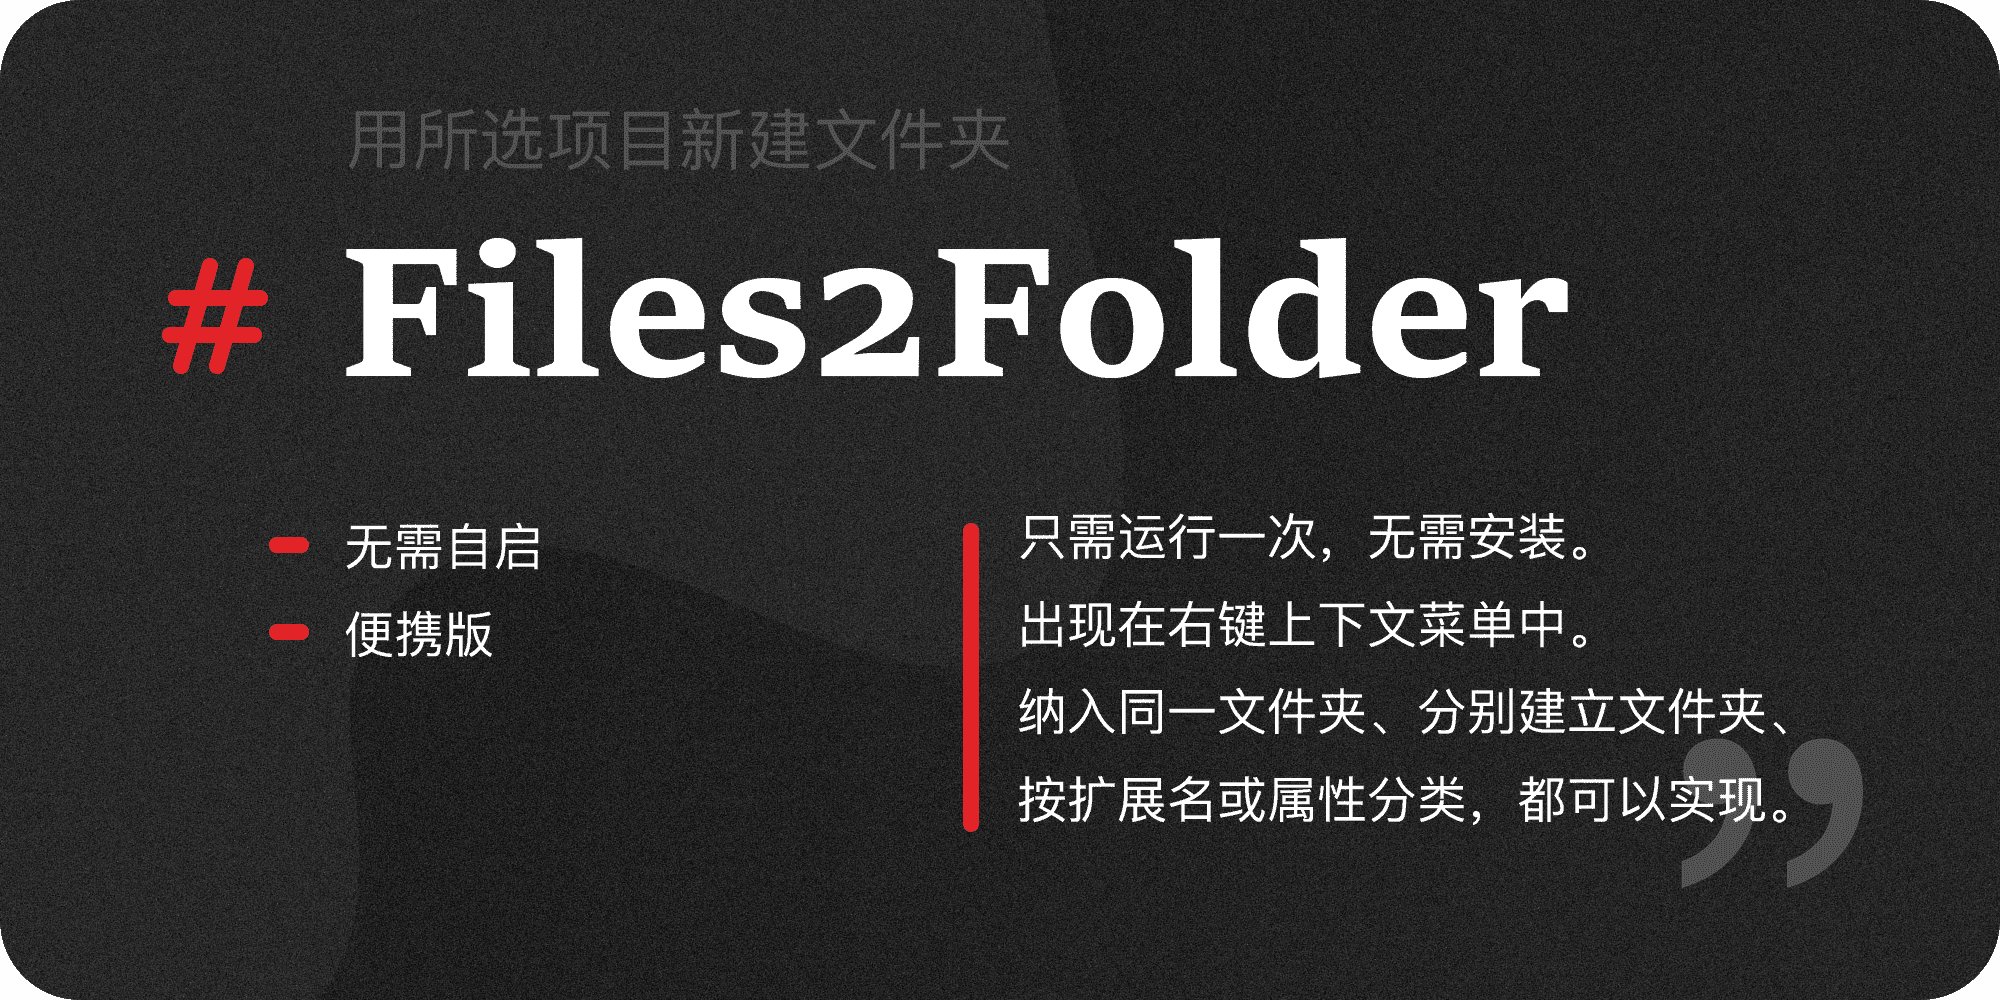 用所选项目新建文件夹
# Files2Folder
- 无需自启
- 便携版
只需运行一次，无需安装。
出现在右键上下文菜单中。
纳入同一文件夹、分别建立文件夹、
按扩展名或属性分类，都可以实现。
”